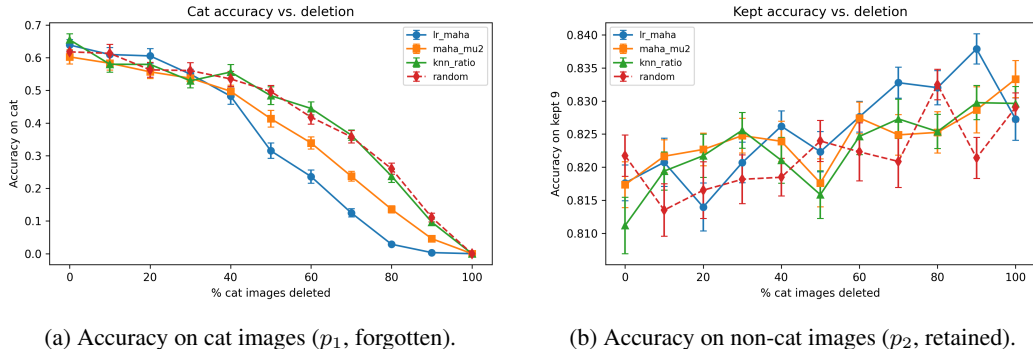 Cat accuracy vs. deletion
lr_maha
maha_mu2
knn_ratio
random
Accuracy on cat
0.7
0.6
0.5
0.4
0.3
0.2
0.1
0.0
0 20 40 60 80 100
% cat images deleted
(a) Accuracy on cat images (p₁, forgotten).
Kept accuracy vs. deletion
lr_maha
maha_mu2
knn_ratio
random
Accuracy on kept 9
0.840
0.835
0.830
0.825
0.820
0.815
0.810
0 20 40 60 80 100
% cat images deleted
(b) Accuracy on non-cat images (p₂, retained).